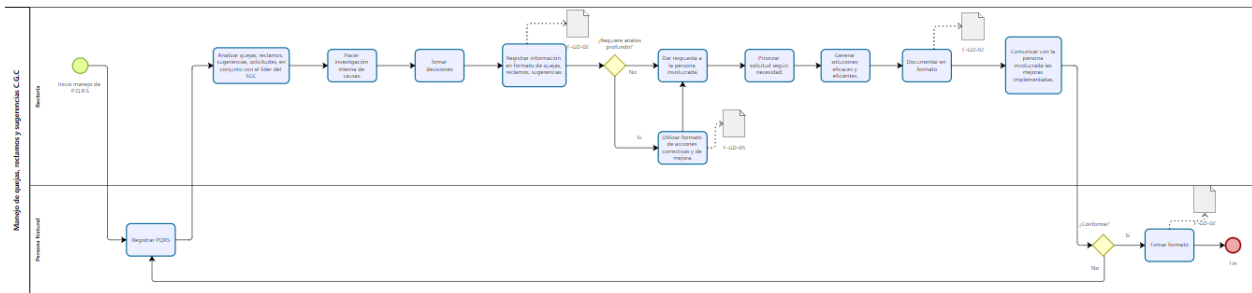 Manejo de quejas, reclamos y sugerencias C.G.C
Rectoría
Inicio manejo de
P.Q.R.S.
Analizar quejas, reclamos,
sugerencias, solicitudes, en
conjunto con el líder del
SGC
Hacer
investigación
interna de
causas.
Tomar
decisiones
Registrar información
en formato de quejas,
reclamos, sugerencias.
F-GD-02
¿Requiere análisis
profundo?
No
Si
Dar respuesta a
la persona
involucrada.
Utilizar formato
de acciones
correctivas y de
mejora.
F-GD-05
Priorizar
solicitud según
necesidad.
Generar
soluciones
eficaces y
eficientes.
Documentar en
formato
F-GD-02
Comunicar con la
persona
involucrada las
mejoras
implementadas.
Persona Natural
Registrar PQRS.
¿Conforme?
Si
No
Firmar formato
F-GD-02
Fin